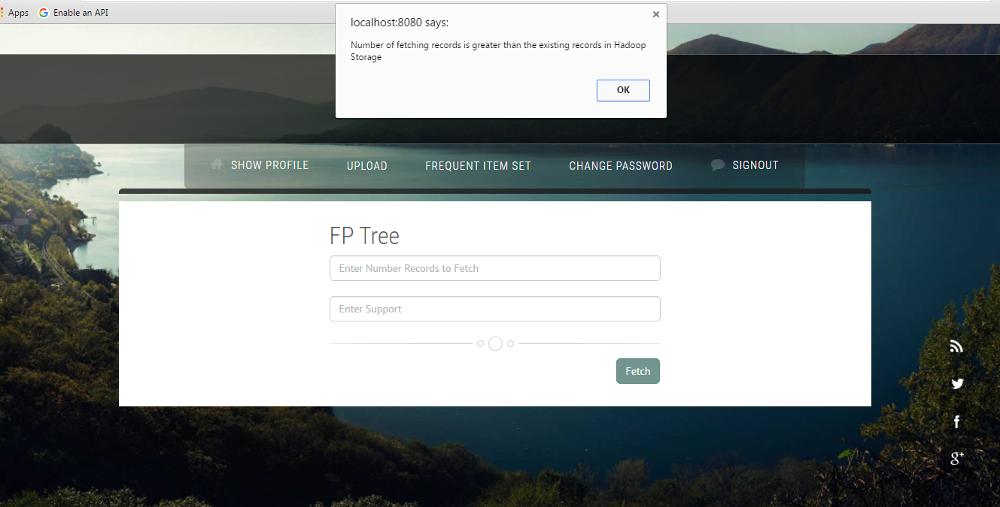 Apps Enable an API
localhost:8080 says:
Number of fetching records is greater than the existing records in Hadoop
Storage
OK
SHOW PROFILE UPLOAD FREQUENT ITEM SET CHANGE PASSWORD SIGNOUT
FP Tree
Enter Number Records to Fetch
Enter Support
Fetch